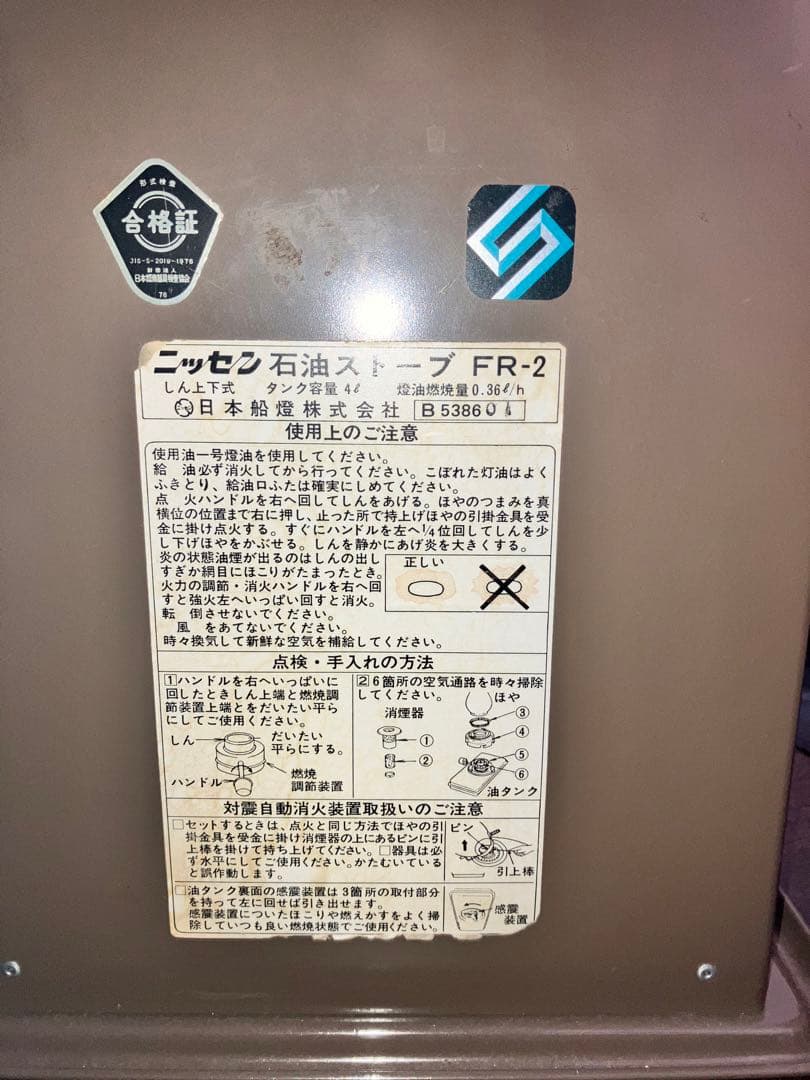 形式検査
合格証
JIS-S-2019-1976
財団法人
日本燃焼器具検査協会
76
ニッセン 石油ストーブ FR-2
しん上下式 タンク容量 4ℓ 燈油燃焼量 0.36ℓ/h
日本船燈株式会社 B 538601
使用上のご注意
使用油一号燈油を使用してください。
給 油必ず消火してから行ってください。こぼれた灯油はよく
ふきとり、給油口ふたは確実にしめてください。
点 火ハンドルを右へ回してしんをあげる。ほやのつまみを真
横位の位置まで右に押し、止った所で持上げほやの引掛金具を受
金に掛け点火する。すぐにハンドルを左へ1/4位回してしんを少
し下げほやをかぶせる。しんを静かにあげ炎を大きくする。
炎の状態油煙が出るのはしんの出し
すぎか網目にほこりがたまったとき。
火力の調節・消火ハンドルを右へ回
すと強火左へいっぱい回すと消火。
転 倒させないでください。
風 をあてないでください。
時々換気して新鮮な空気を補給してください。
正しい
点検・手入れの方法
1 ハンドルを右へいっぱいに
回したときしん上端と燃焼調
節装置上端とをだいたい平ら
にしてご使用ください。
しん
だいたい
平らにする。
ハンドル
燃焼
調節装置
2 6箇所の空気通路を時々掃除
してください。
ほや
消煙器
①
②
③
④
⑤
⑥
油タンク
対震自動消火装置取扱いのご注意
□セットするときは、点火と同じ方法でほやの引
掛金具を受金に掛け消煙器の上にあるピンに引
上棒を掛けて持ち上げてください。□器具は必
ず水平にしてご使用ください。かたむいている
と誤作動します。
ピン
引上棒
□油タンク裏面の感震装置は3箇所の取付部分
を持って左に回せば引き出せます。
感震装置についたほこりや燃えかすをよく掃
除していつも良い燃焼状態でご使用ください。
感震
装置